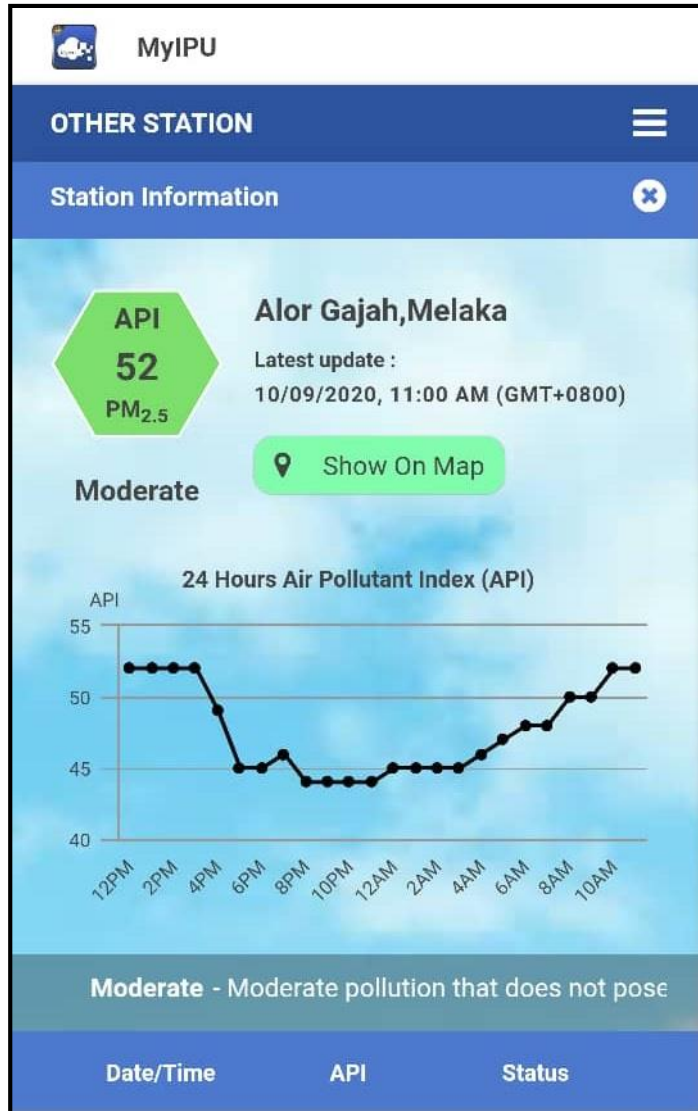 MyIPU
OTHER STATION
Station Information
API
52
PM2.5
Moderate
Alor Gajah,Melaka
Latest update :
10/09/2020, 11:00 AM (GMT+0800)
Show On Map
24 Hours Air Pollutant Index (API)
API
55
50
45
40
12PM 2PM 4PM 6PM 8PM 10PM 12AM 2AM 4AM 6AM 8AM 10AM
Moderate - Moderate pollution that does not pose
Date/Time API Status